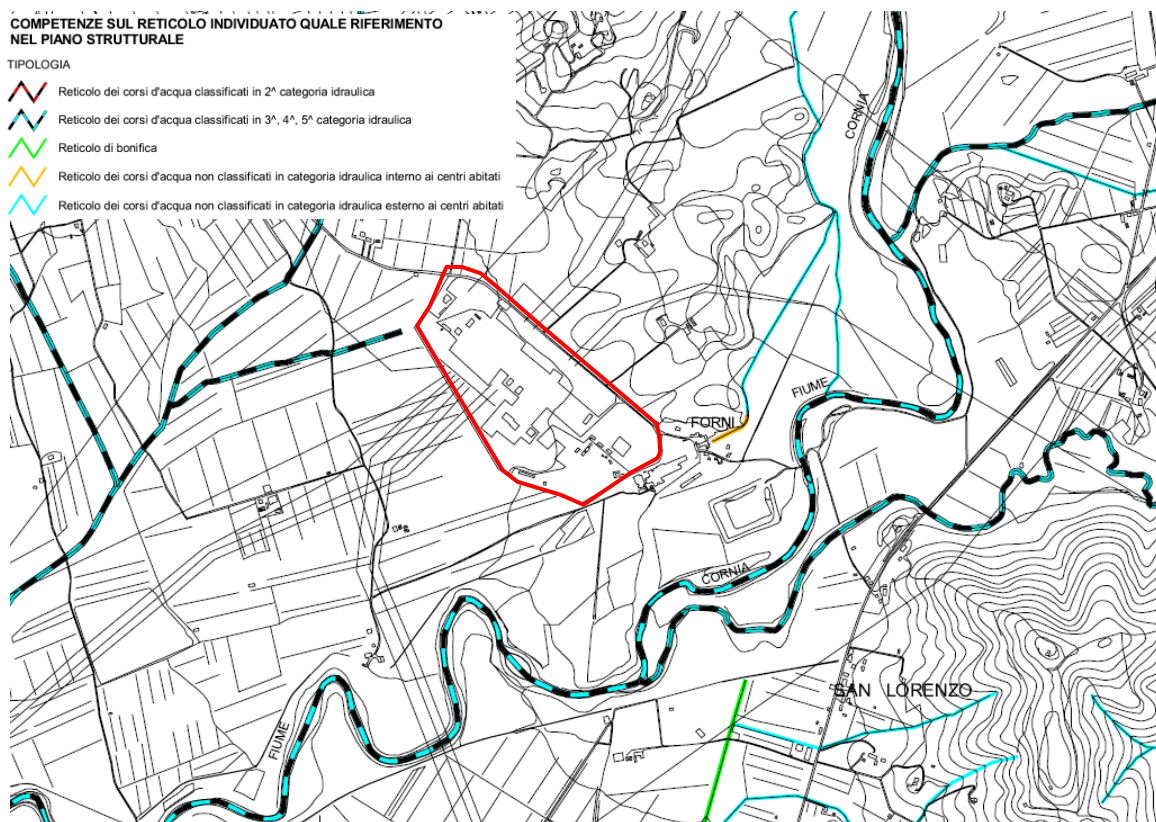 COMPETENZE SUL RETICOLO INDIVIDUATO QUALE RIFERIMENTO
NEL PIANO STRUTTURALE
TIPOLOGIA
Reticolo dei corsi d'acqua classificati in 2^ categoria idraulica
Reticolo dei corsi d'acqua classificati in 3^, 4^, 5^ categoria idraulica
Reticolo di bonifica
Reticolo dei corsi d'acqua non classificati in categoria idraulica interno ai centri abitati
Reticolo dei corsi d'acqua non classificati in categoria idraulica esterno ai centri abitati
CORNIA
FIUME
FORNI
CORNIA
SAN LORENZO
FIUME